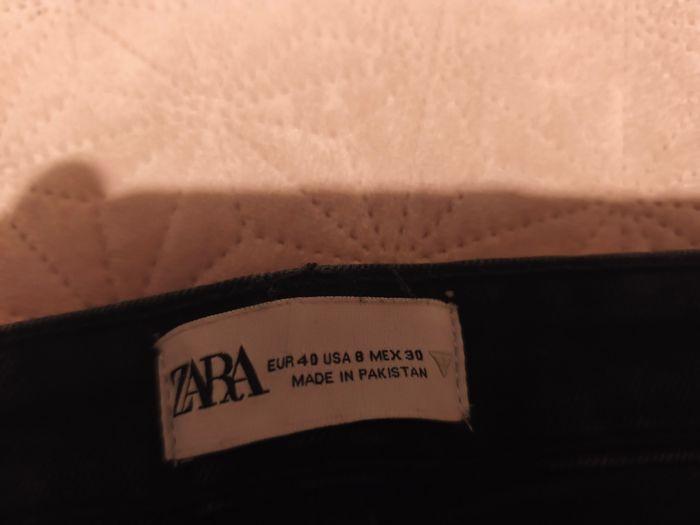 ZARA
EUR 40 USA 8 MEX 30
MADE IN PAKISTAN